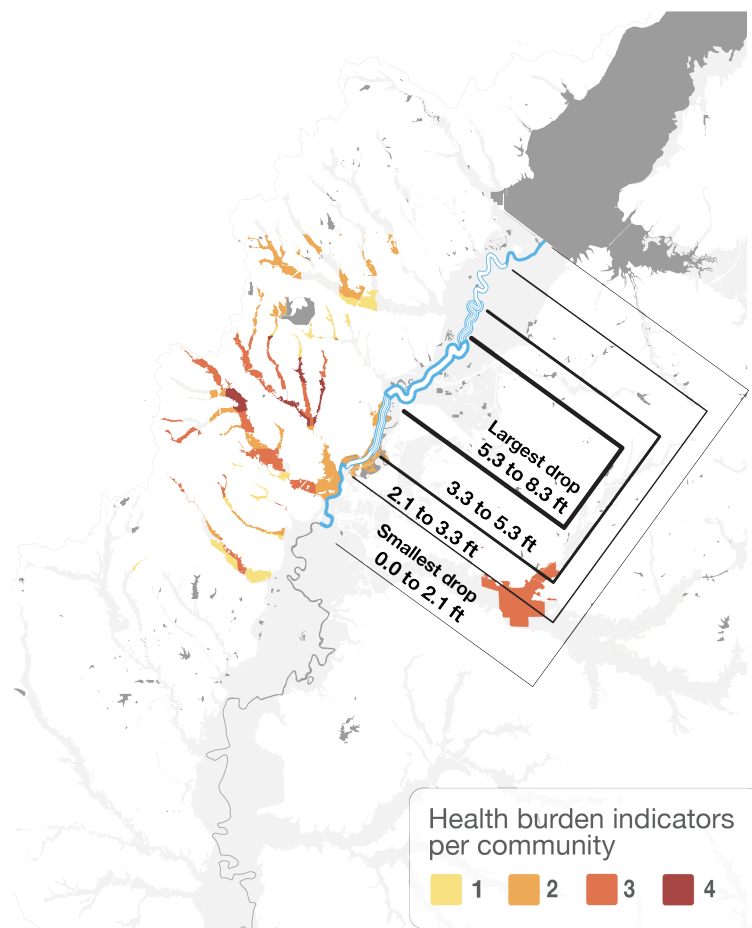 Largest drop
5.3 to 8.3 ft
3.3 to 5.3 ft
2.1 to 3.3 ft
Smallest drop
0.0 to 2.1 ft
Health burden indicators
per community
1 2 3 4